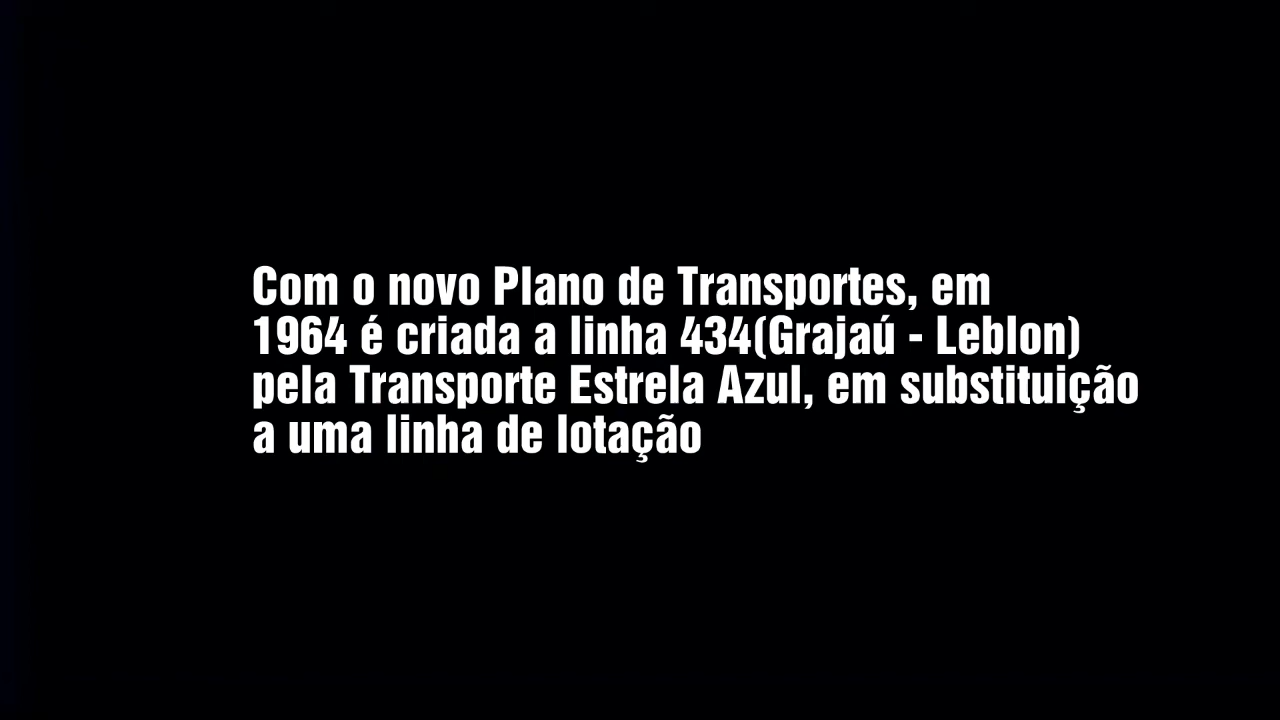 Com o novo Plano de Transportes, em
1964 é criada a linha 434(Grajaú - Leblon)
pela Transporte Estrela Azul, em substituição
a uma linha de lotação